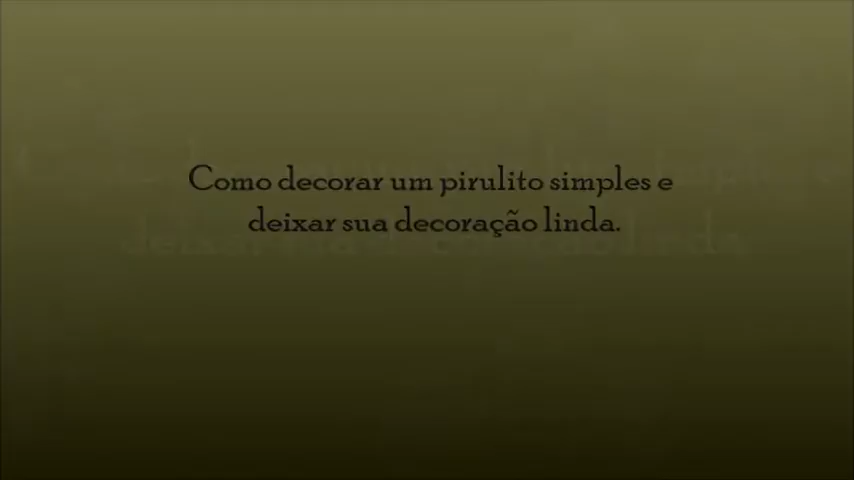 Como decorar um pirulito simples e
deixar sua decoração linda.